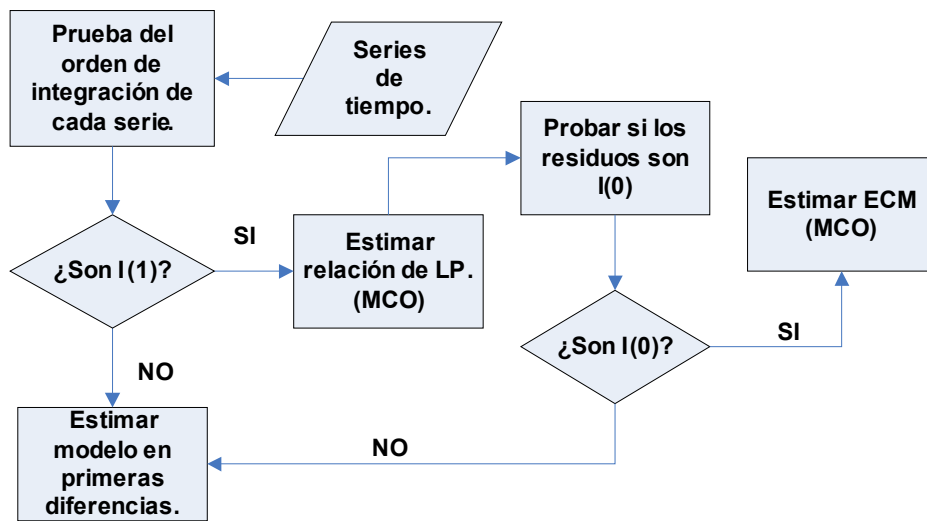 Prueba del
orden de
integración de
cada serie.
Series
de
tiempo.
¿Son I(1)?
SI
Estimar
relación de LP.
(MCO)
Probar si los
residuos son
I(0)
¿Son I(0)?
SI
Estimar ECM
(MCO)
NO
NO
Estimar
modelo en
primeras
diferencias.